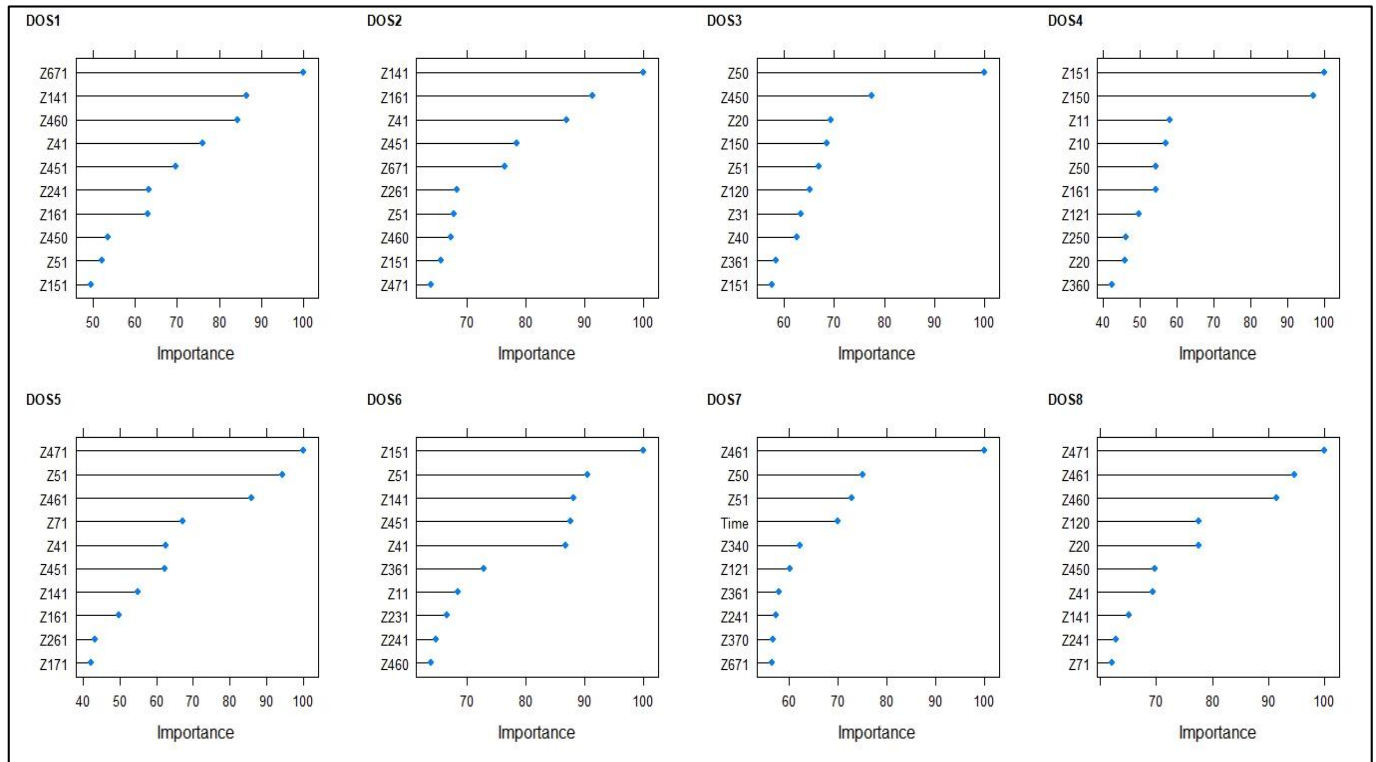 DOS1
Z671
Z141
Z460
Z41
Z451
Z241
Z161
Z450
Z51
Z151
50 60 70 80 90 100
Importance
DOS2
Z141
Z161
Z41
Z451
Z671
Z261
Z51
Z460
Z151
Z471
70 80 90 100
Importance
DOS3
Z50
Z450
Z20
Z150
Z51
Z120
Z31
Z40
Z361
Z151
60 70 80 90 100
Importance
DOS4
Z151
Z150
Z11
Z10
Z50
Z161
Z121
Z250
Z20
Z360
40 50 60 70 80 90 100
Importance
DOS5
Z471
Z51
Z461
Z71
Z41
Z451
Z141
Z161
Z261
Z171
40 50 60 70 80 90 100
Importance
DOS6
Z151
Z51
Z141
Z451
Z41
Z361
Z11
Z231
Z241
Z460
70 80 90 100
Importance
DOS7
Z461
Z50
Z51
Time
Z340
Z121
Z361
Z241
Z370
Z671
60 70 80 90 100
Importance
DOS8
Z471
Z461
Z460
Z120
Z20
Z450
Z41
Z141
Z241
Z71
70 80 90 100
Importance